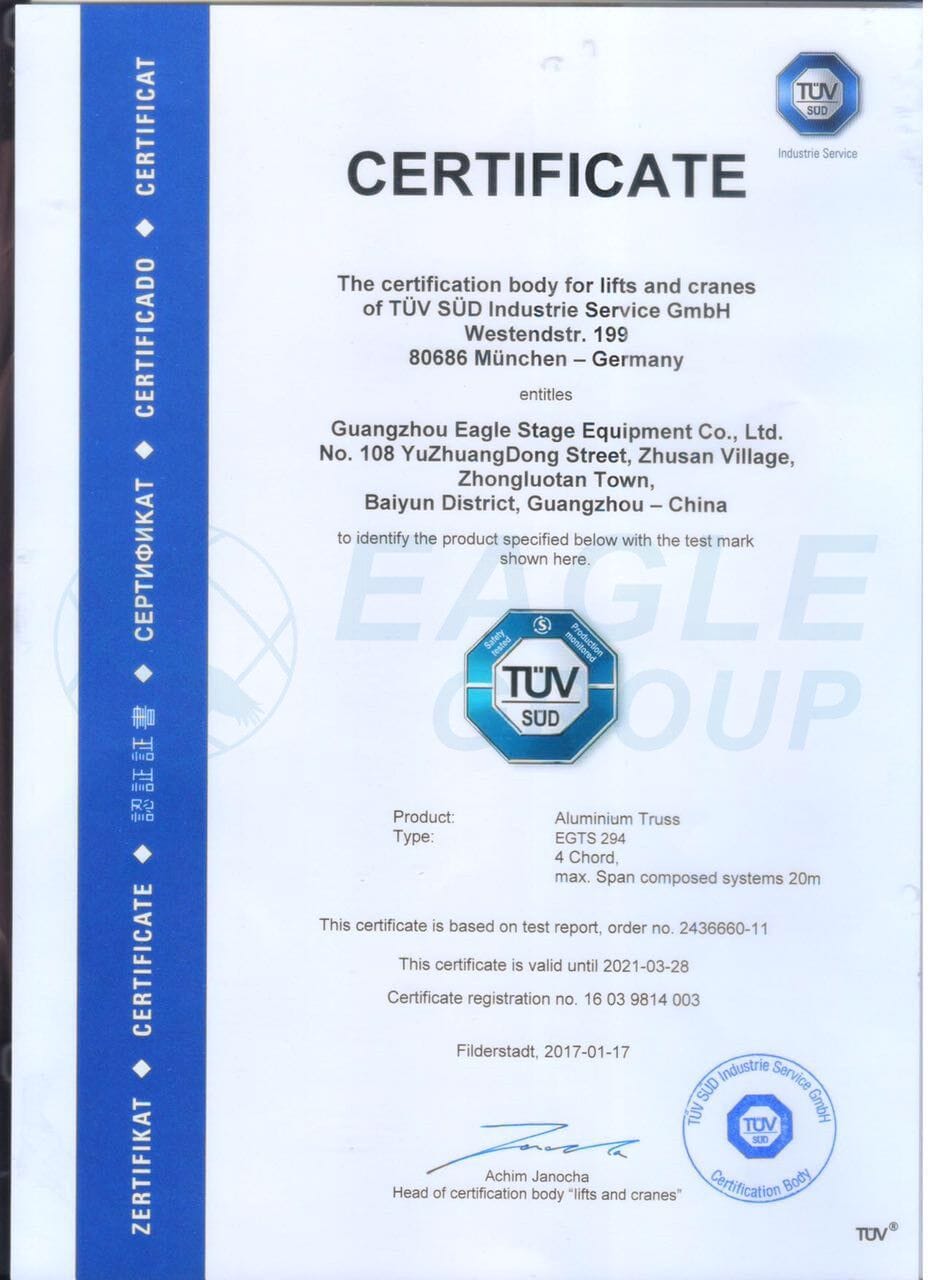 TÜV
SÜD
Industrie Service
CERTIFICATE
The certification body for lifts and cranes
of TÜV SÜD Industrie Service GmbH
Westendstr. 199
80686 München – Germany
entitles
Guangzhou Eagle Stage Equipment Co., Ltd.
No. 108 YuZhuangDong Street, Zhusan Village,
Zhongluotan Town,
Baiyun District, Guangzhou – China
to identify the product specified below with the test mark
shown here.
EAGLE
GROUP
Safety
tested
S
Production
monitored
TÜV
SÜD
Product: Aluminium Truss
Type: EGTS 294
4 Chord,
max. Span composed systems 20m
This certificate is based on test report, order no. 2436660-11
This certificate is valid until 2021-03-28
Certificate registration no. 16 03 9814 003
Filderstadt, 2017-01-17
Achim Janocha
Head of certification body “lifts and cranes”
TÜV SÜD Industrie Service GmbH
TÜV
SÜD
Certification Body
TÜV®
ZERTIFIKAT ◆ CERTIFICATE ◆ 認証証書 ◆ СЕРТИФИКАТ ◆ CERTIFICADO ◆ CERTIFICAT